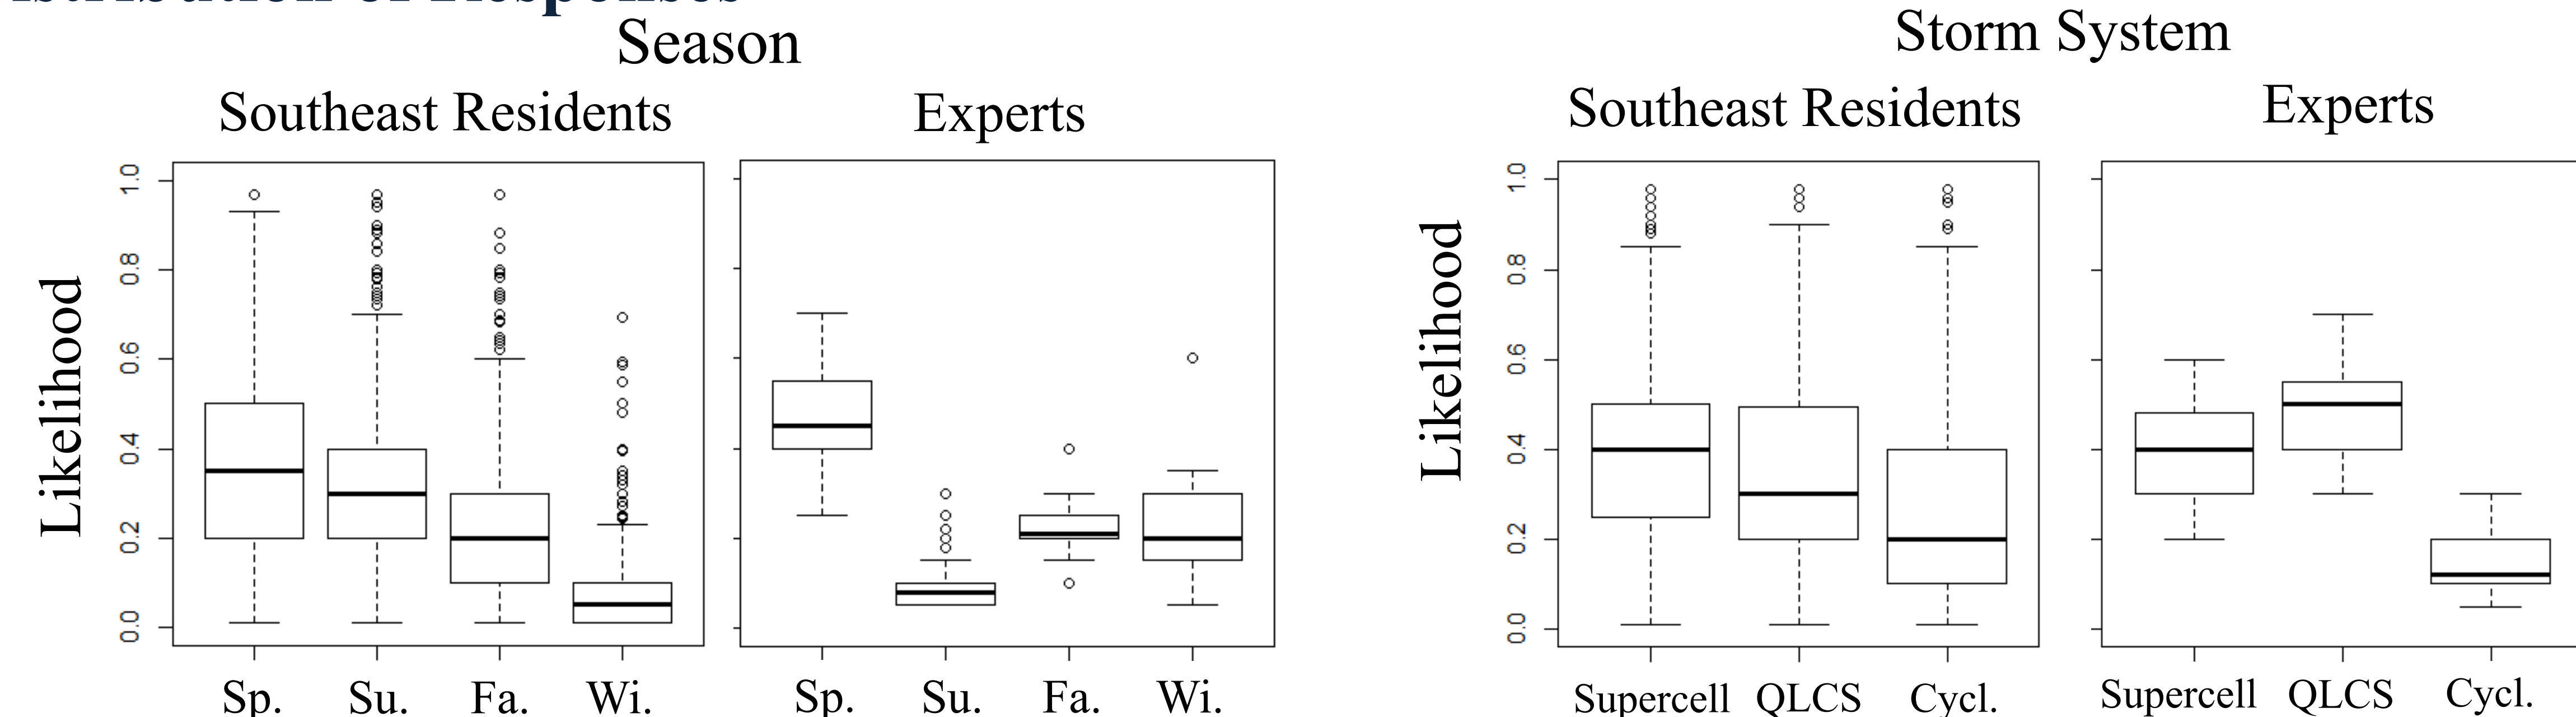 Season
Storm System
Southeast Residents
Experts
Southeast Residents
Experts
Likelihood
1.0
0.8
0.6
0.4
0.2
0.0
Sp. Su. Fa. Wi.
Sp. Su. Fa. Wi.
Likelihood
1.0
0.8
0.6
0.4
0.2
0.0
Supercell QLCS Cycl.
Supercell QLCS Cycl.